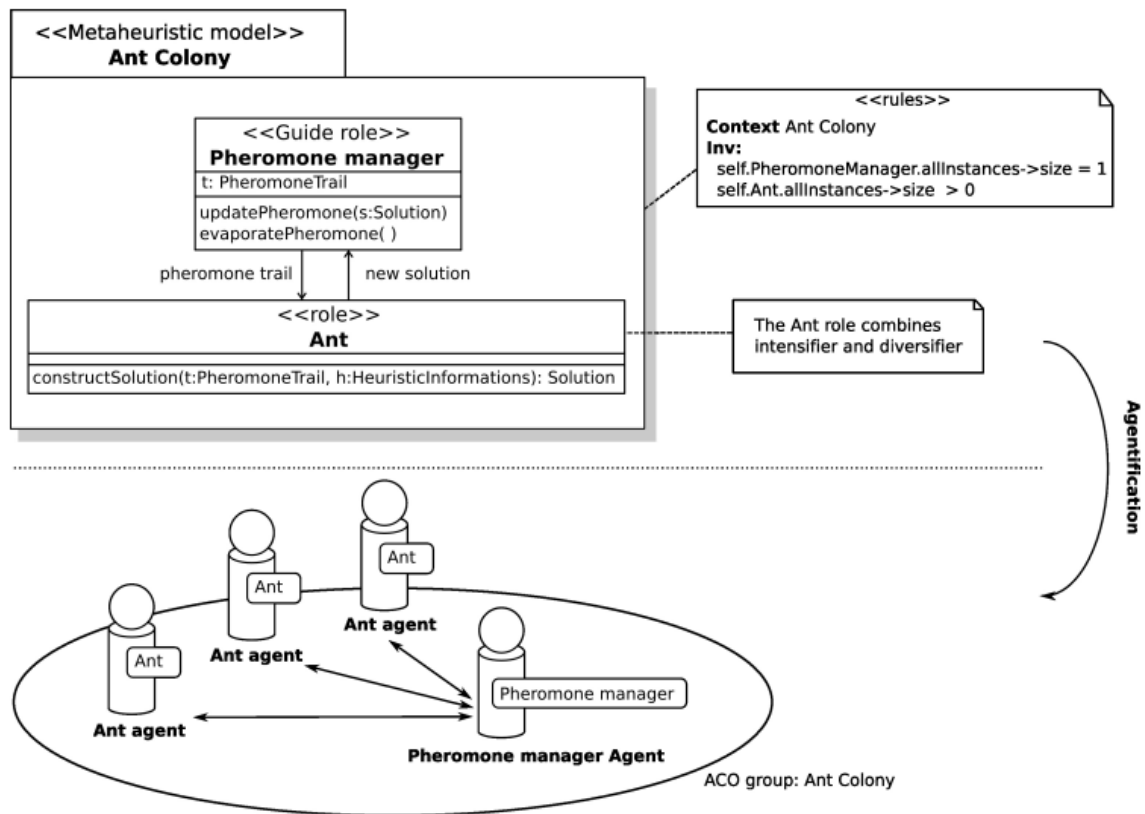 <<Metaheuristic model>>
Ant Colony
<<Guide role>>
Pheromone manager
t: PheromoneTrail
updatePheromone(s:Solution)
evaporatePheromone( )
pheromone trail
new solution
<<role>>
Ant
constructSolution(t:PheromoneTrail, h:HeuristicInformations): Solution
<<rules>>
Context Ant Colony
Inv:
self.PheromoneManager.allInstances->size = 1
self.Ant.allInstances->size > 0
The Ant role combines
intensifier and diversifier
Agentification
Ant
Ant agent
Ant
Ant agent
Ant
Ant agent
Pheromone manager
Pheromone manager Agent
ACO group: Ant Colony